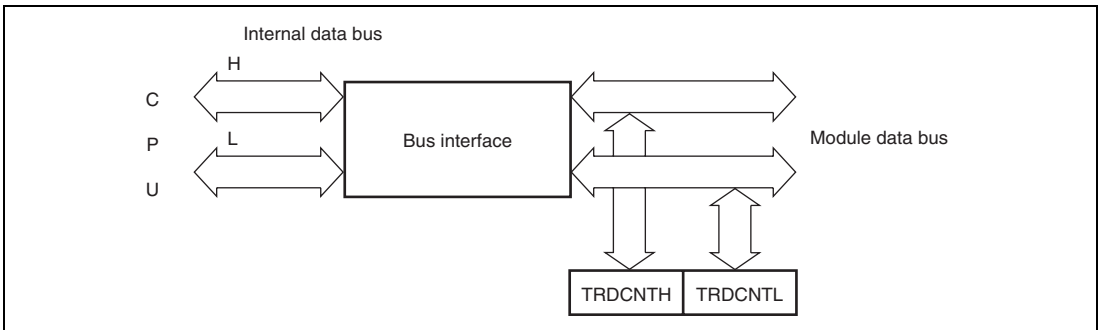 Internal data bus
H
C
P
L
U
Bus interface
Module data bus
TRDCNTH
TRDCNTL